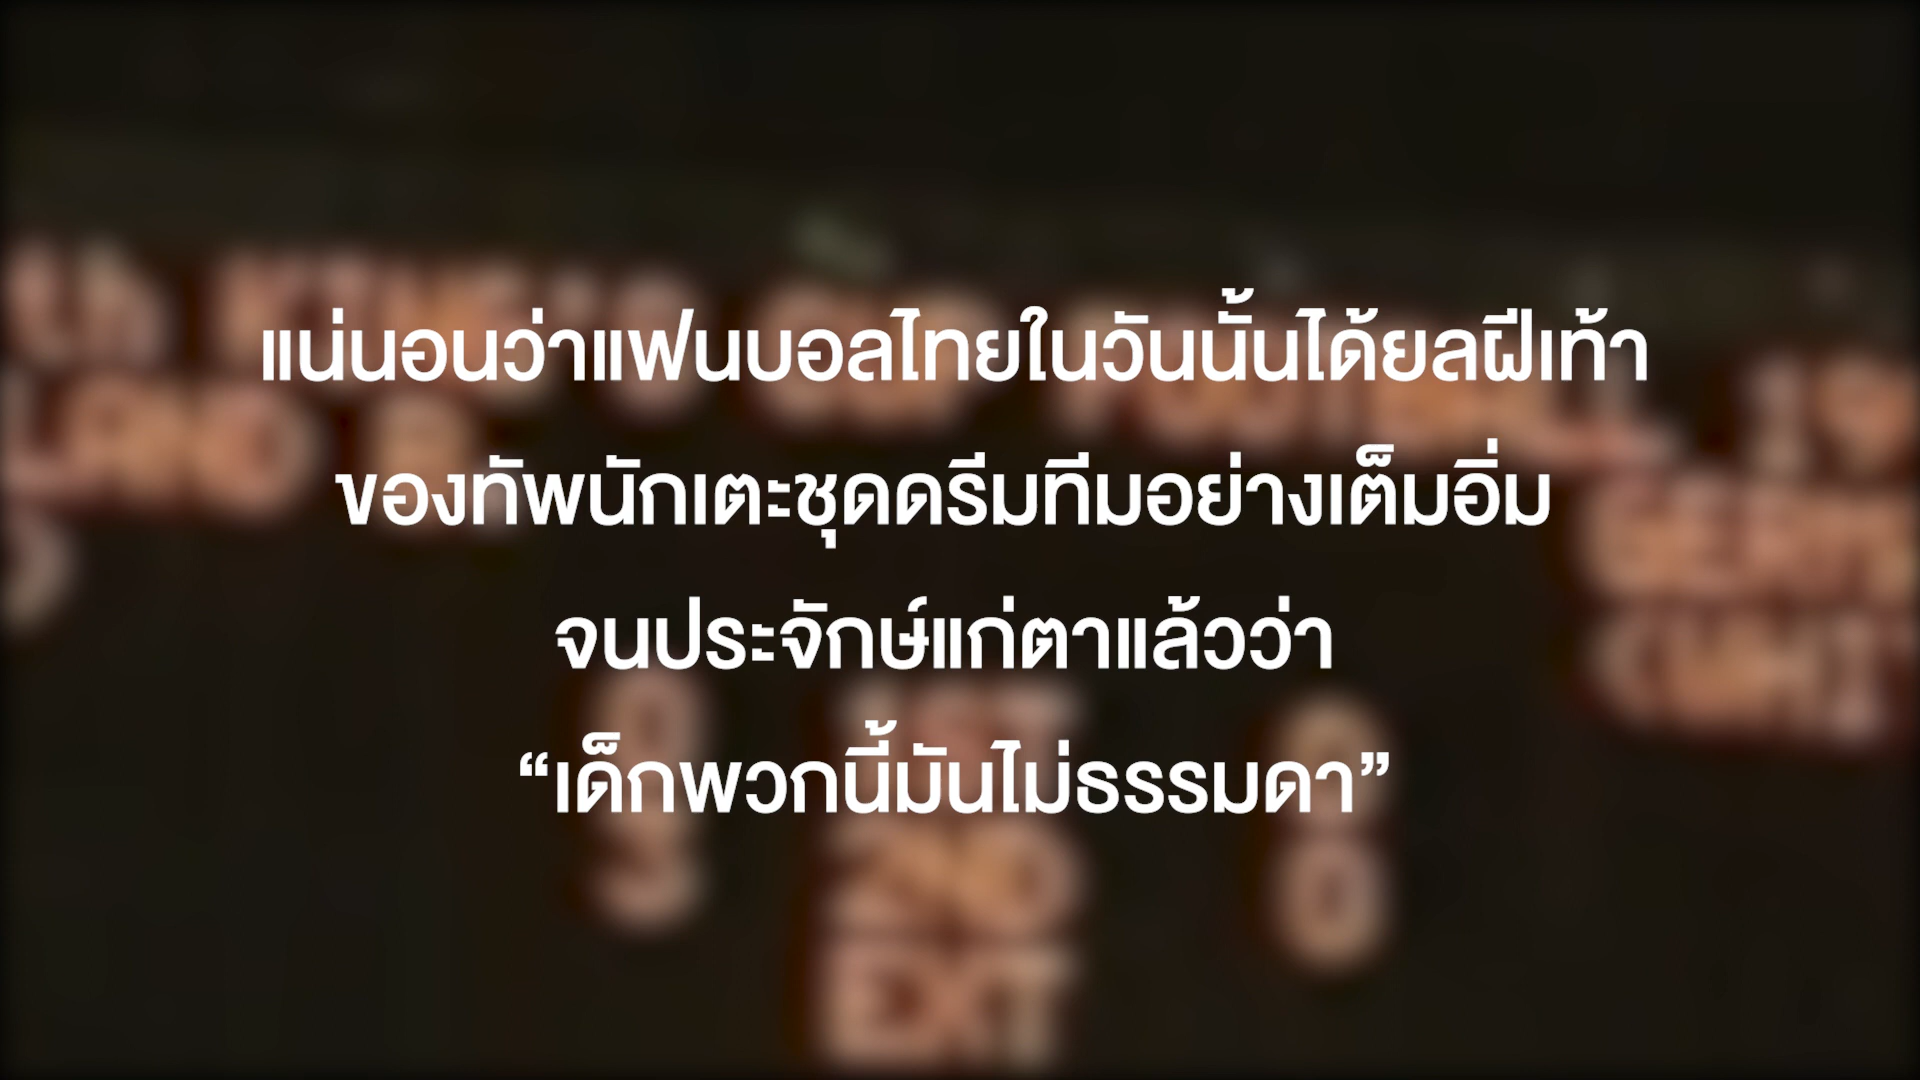 แน่นอนว่าแฟนบอลไทยในวันนั้นได้ยลฝีเท้า
ของทัพนักเตะชุดดรีมทีมอย่างเต็มอิ่ม
จนประจักษ์แก่ตาแล้วว่า
“เด็กพวกนี้มันไม่ธรรมดา”